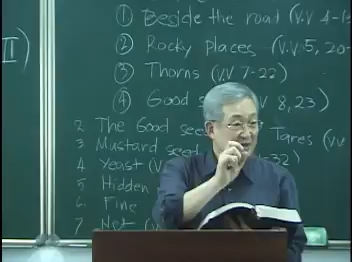 II)
① Beside the road (v.v 4-
② Rocky places (v.v 5, 20-
③ Thorns (v.v 7-22)
④ Good v 8, 23)
2 The Good see Tares (vv
3 Mustard seed -32)
4 Yeast (v
5 Hidden
6. Fine
7 Net (v